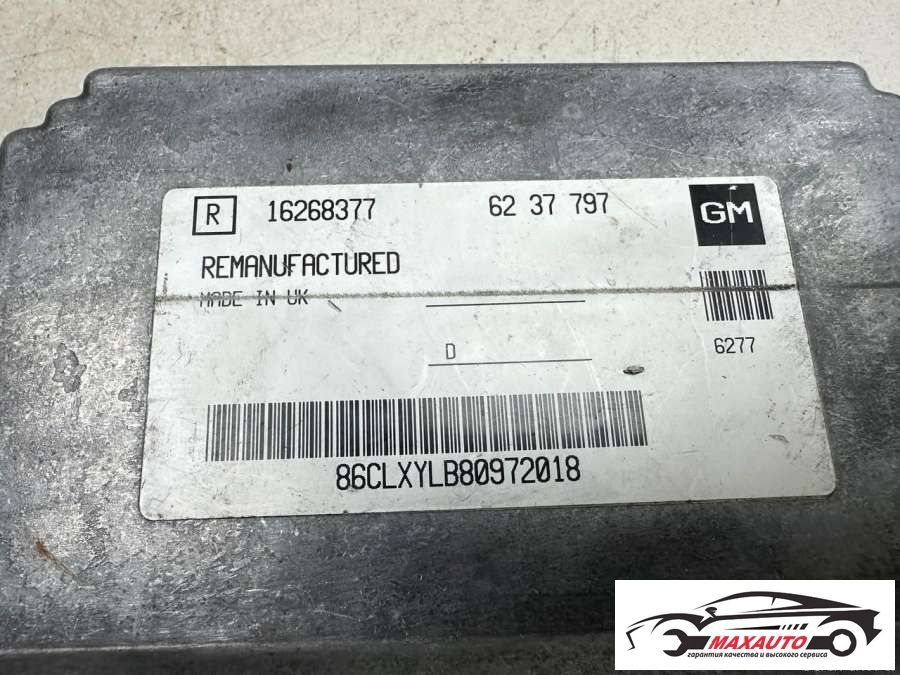 R 16268377 62 37 797 GM
REMANUFACTURED
MADE IN UK
D
6277
86CLXYLB80972018
MAXAUTO
гарантия качества и высокого сервиса